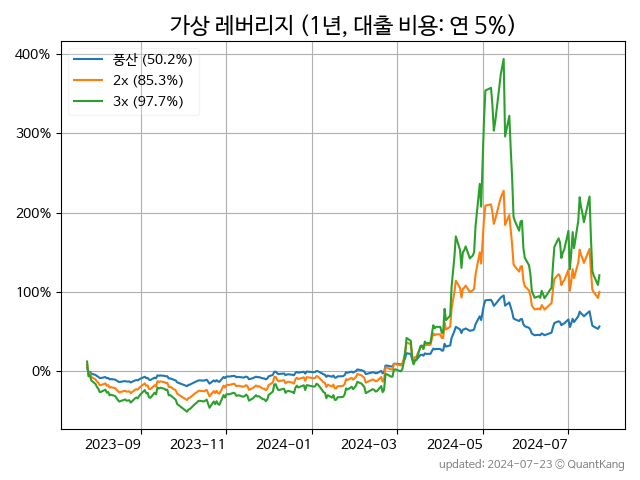 가상 레버리지 (1년, 대출 비용: 연 5%)
400%
300%
200%
100%
0%
풍산 (50.2%)
2x (85.3%)
3x (97.7%)
2023-09
2023-11
2024-01
2024-03
2024-05
2024-07
updated: 2024-07-23 © QuantKang